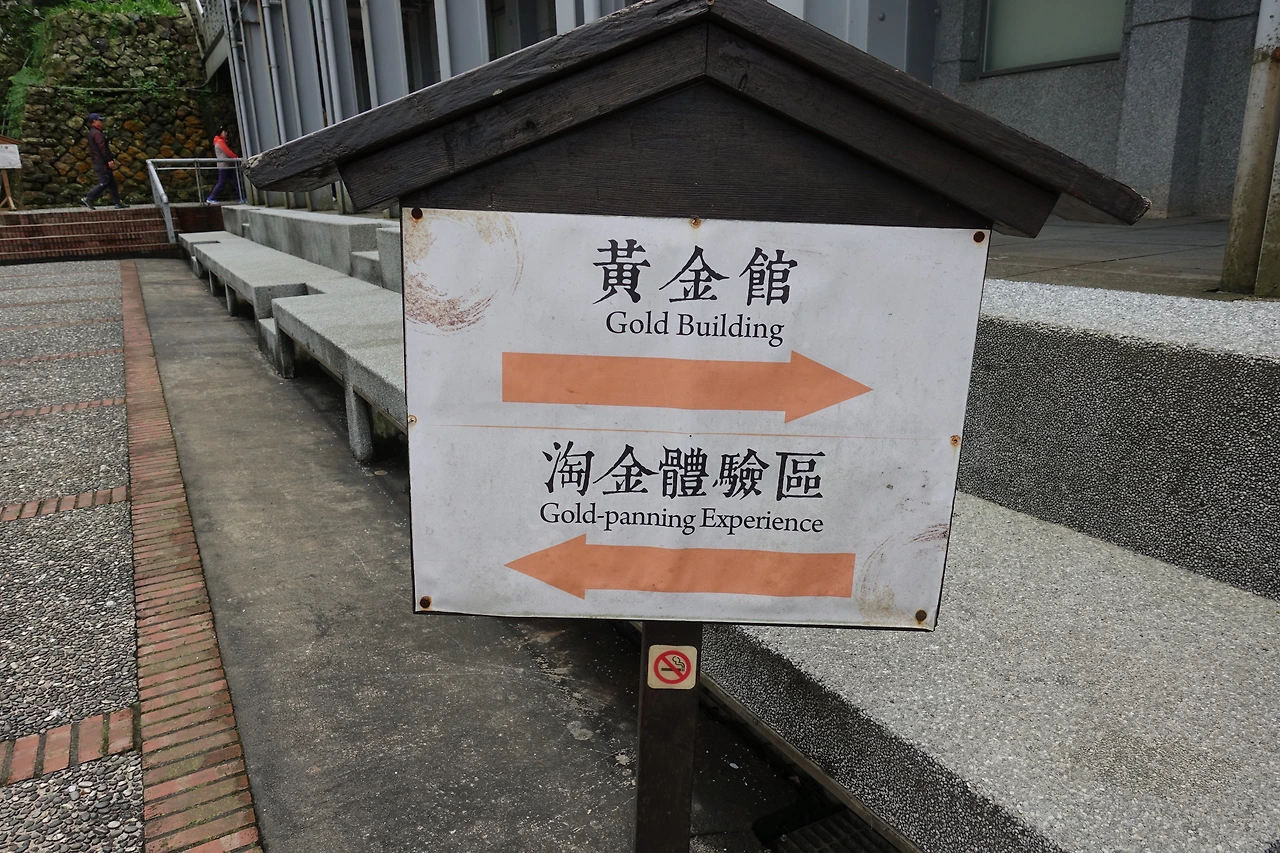 黃金館
Gold Building
淘金體驗區
Gold-panning Experience